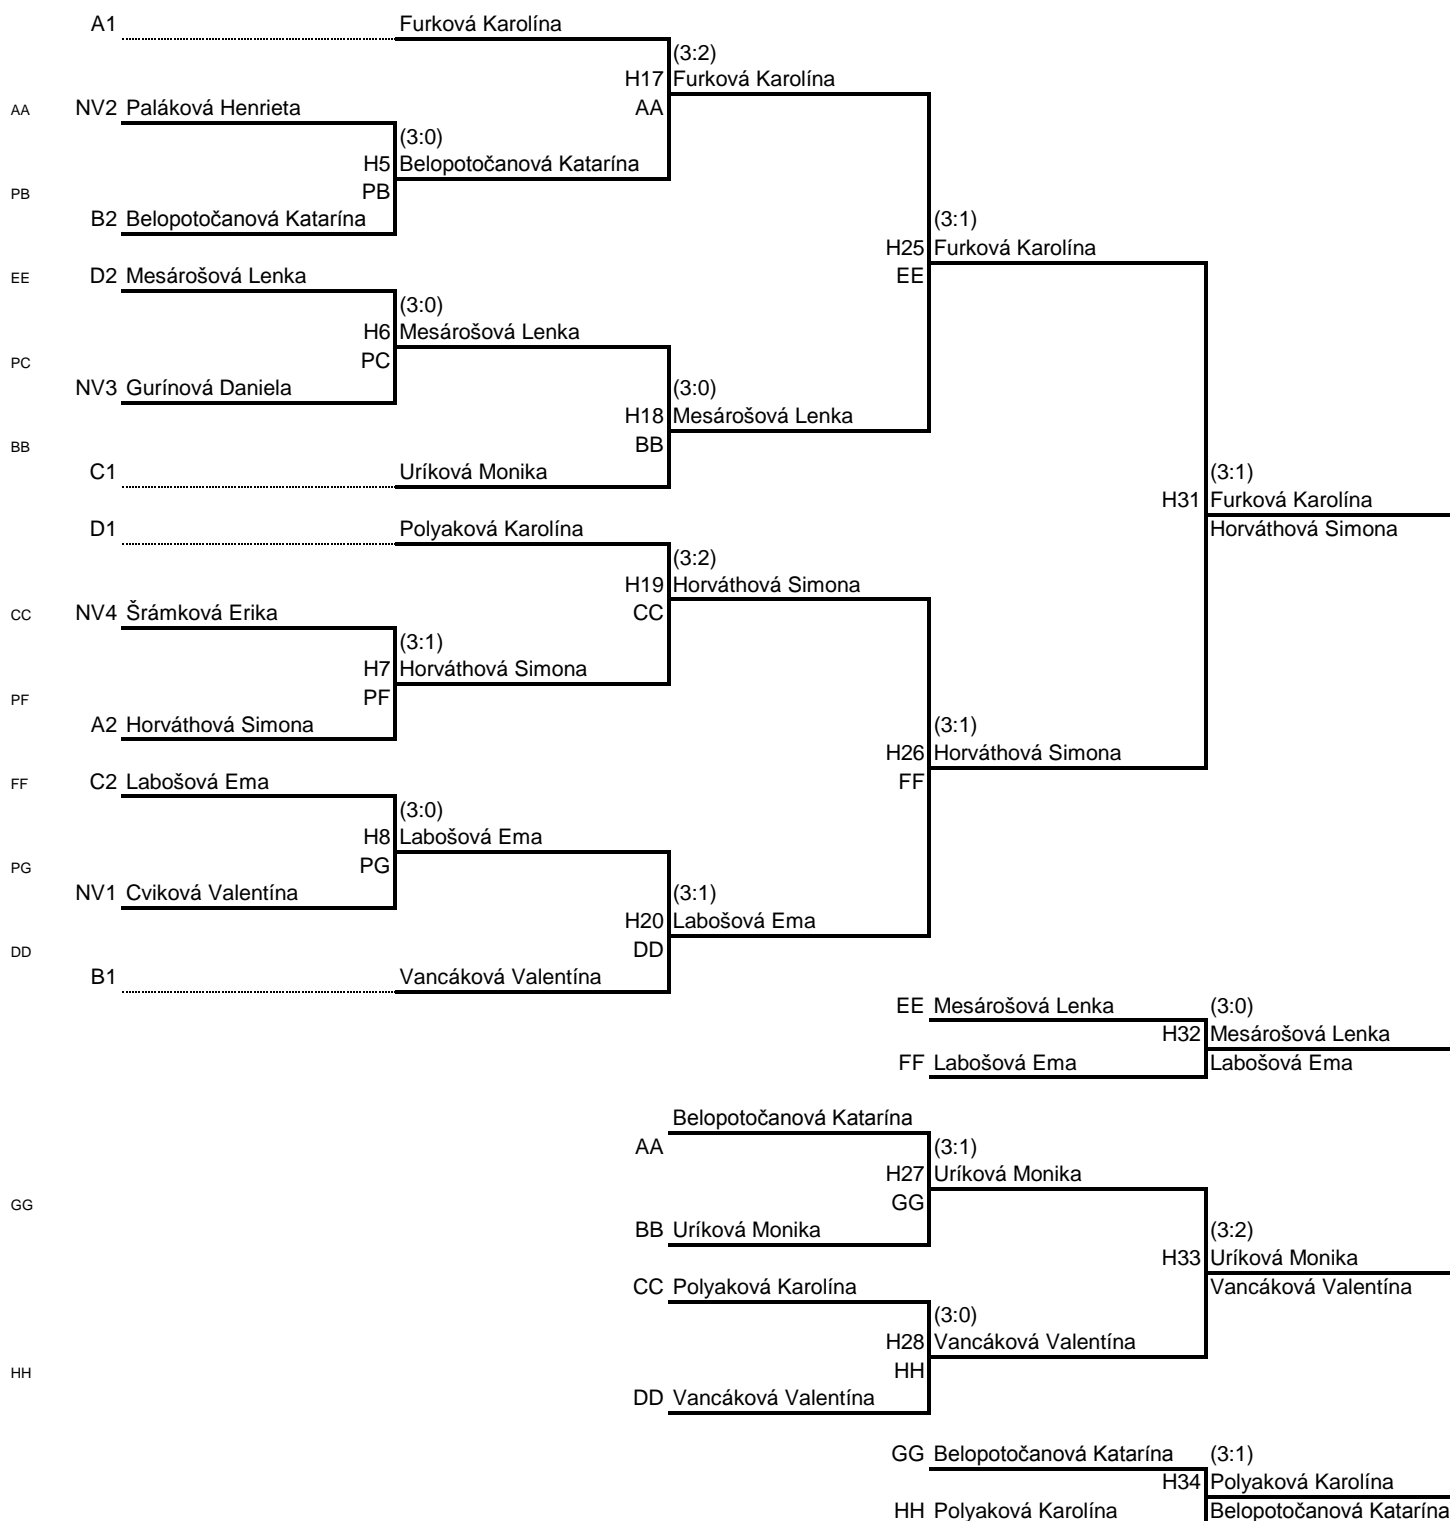 A1 Furková Karolína
(3:2)
H17 Furková Karolína
AA NV2 Paláková Henrieta AA
(3:0)
H5 Belopotočanová Katarína
PB PB
B2 Belopotočanová Katarína (3:1)
H25 Furková Karolína
EE D2 Mesárošová Lenka EE
(3:0)
H6 Mesárošová Lenka
PC PC
NV3 Gurínová Daniela (3:0)
H18 Mesárošová Lenka
BB BB
C1 Uríková Monika (3:1)
H31 Furková Karolína
D1 Polyaková Karolína Horváthová Simona
(3:2)
H19 Horváthová Simona
CC NV4 Šrámková Erika CC
(3:1)
H7 Horváthová Simona
PF PF
A2 Horváthová Simona (3:1)
H26 Horváthová Simona
FF C2 Labošová Ema FF
(3:0)
H8 Labošová Ema
PG PG
NV1 Cviková Valentína (3:1)
H20 Labošová Ema
DD DD
B1 Vancáková Valentína
EE Mesárošová Lenka (3:0)
H32 Mesárošová Lenka
FF Labošová Ema Labošová Ema
Belopotočanová Katarína
AA (3:1)
H27 Uríková Monika
GG GG
BB Uríková Monika (3:2)
H33 Uríková Monika
CC Polyaková Karolína Vancáková Valentína
(3:0)
H28 Vancáková Valentína
HH HH
DD Vancáková Valentína
GG Belopotočanová Katarína (3:1)
H34 Polyaková Karolína
HH Polyaková Karolína Belopotočanová Katarína